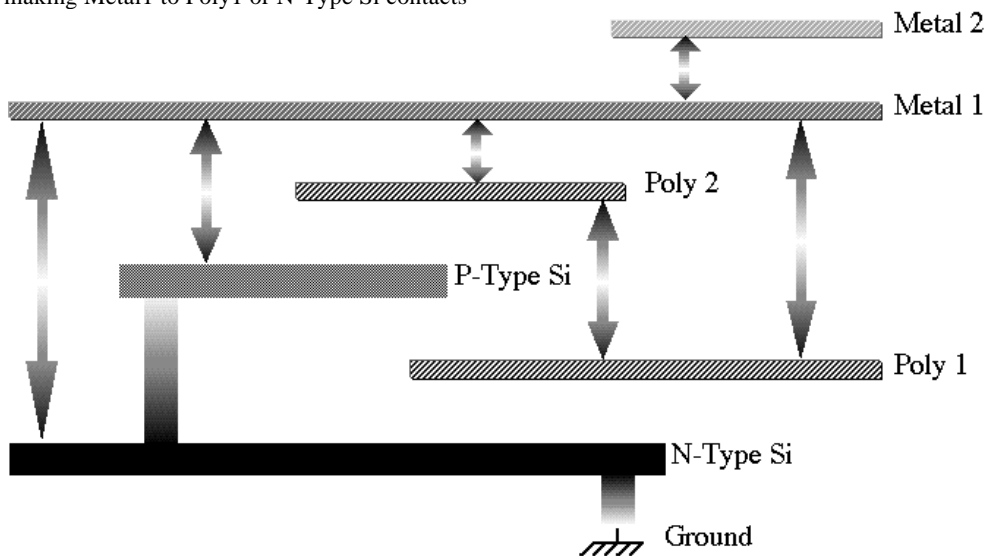 making Metal1 to Poly1 or N-Type Si contacts
Metal 2
Metal 1
Poly 2
P-Type Si
Poly 1
N-Type Si
Ground